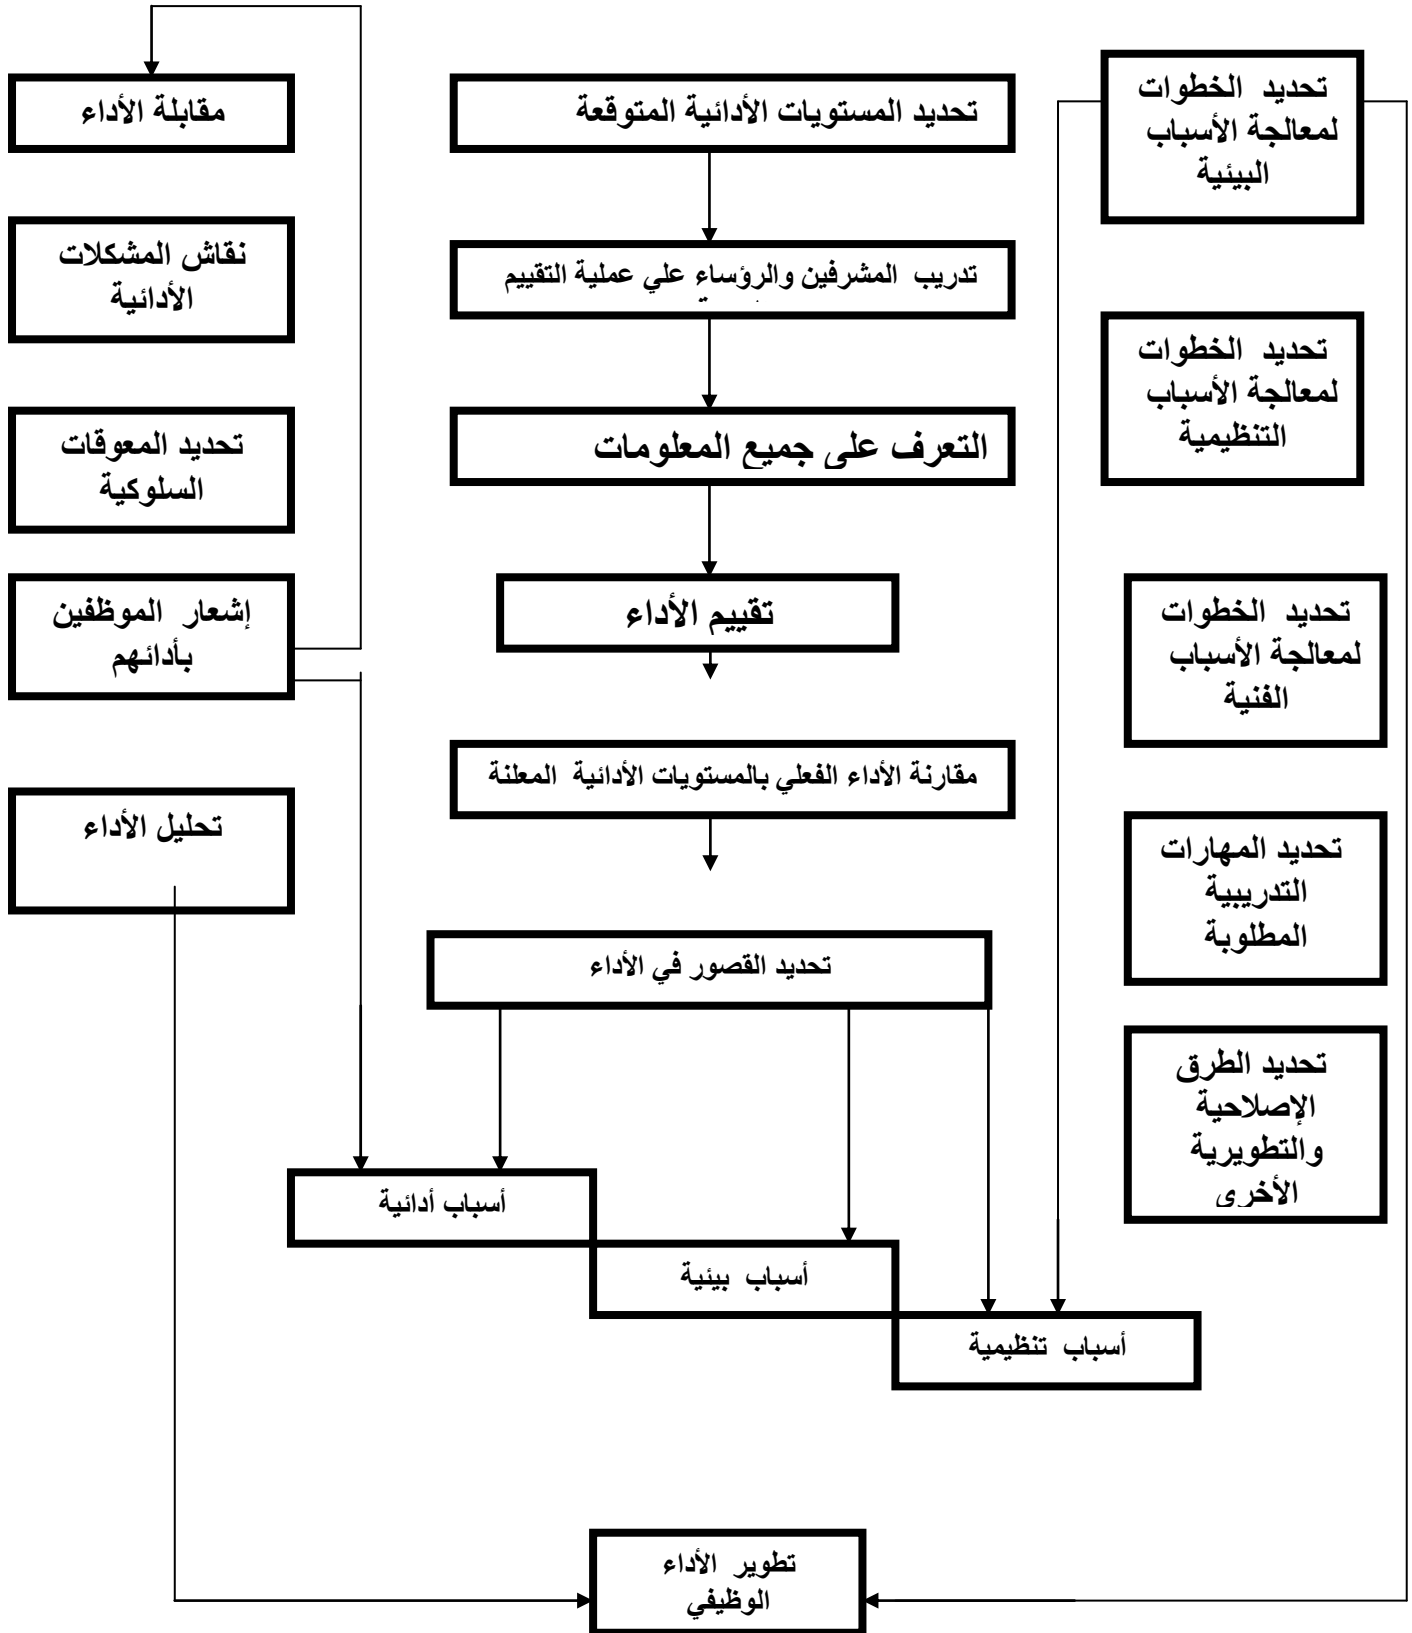 تحديد الخطوات
لمعالجة الأسباب
البيئية
تحديد الخطوات
لمعالجة الأسباب
التنظيمية
تحديد الخطوات
لمعالجة الأسباب
الفنية
تحديد المهارات
التدريبية
المطلوبة
تحديد الطرق
الإصلاحية
والتطويرية
الأخرى
تحديد المستويات الأدائية المتوقعة
تدريب المشرفين والرؤساء علي عملية التقييم
التعرف على جميع المعلومات
تقييم الأداء
مقارنة الأداء الفعلي بالمستويات الأدائية المعلنة
تحديد القصور في الأداء
أسباب أدائية
أسباب بيئية
أسباب تنظيمية
تطوير الأداء
الوظيفي
مقابلة الأداء
نقاش المشكلات
الأدائية
تحديد المعوقات
السلوكية
إشعار الموظفين
بأدائهم
تحليل الأداء